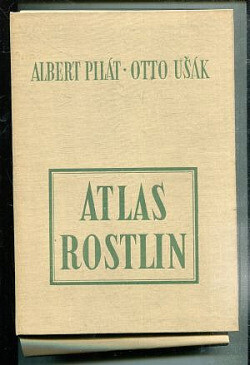 ALBERT PILÁT · OTTO UŠÁK
ATLAS
ROSTLIN